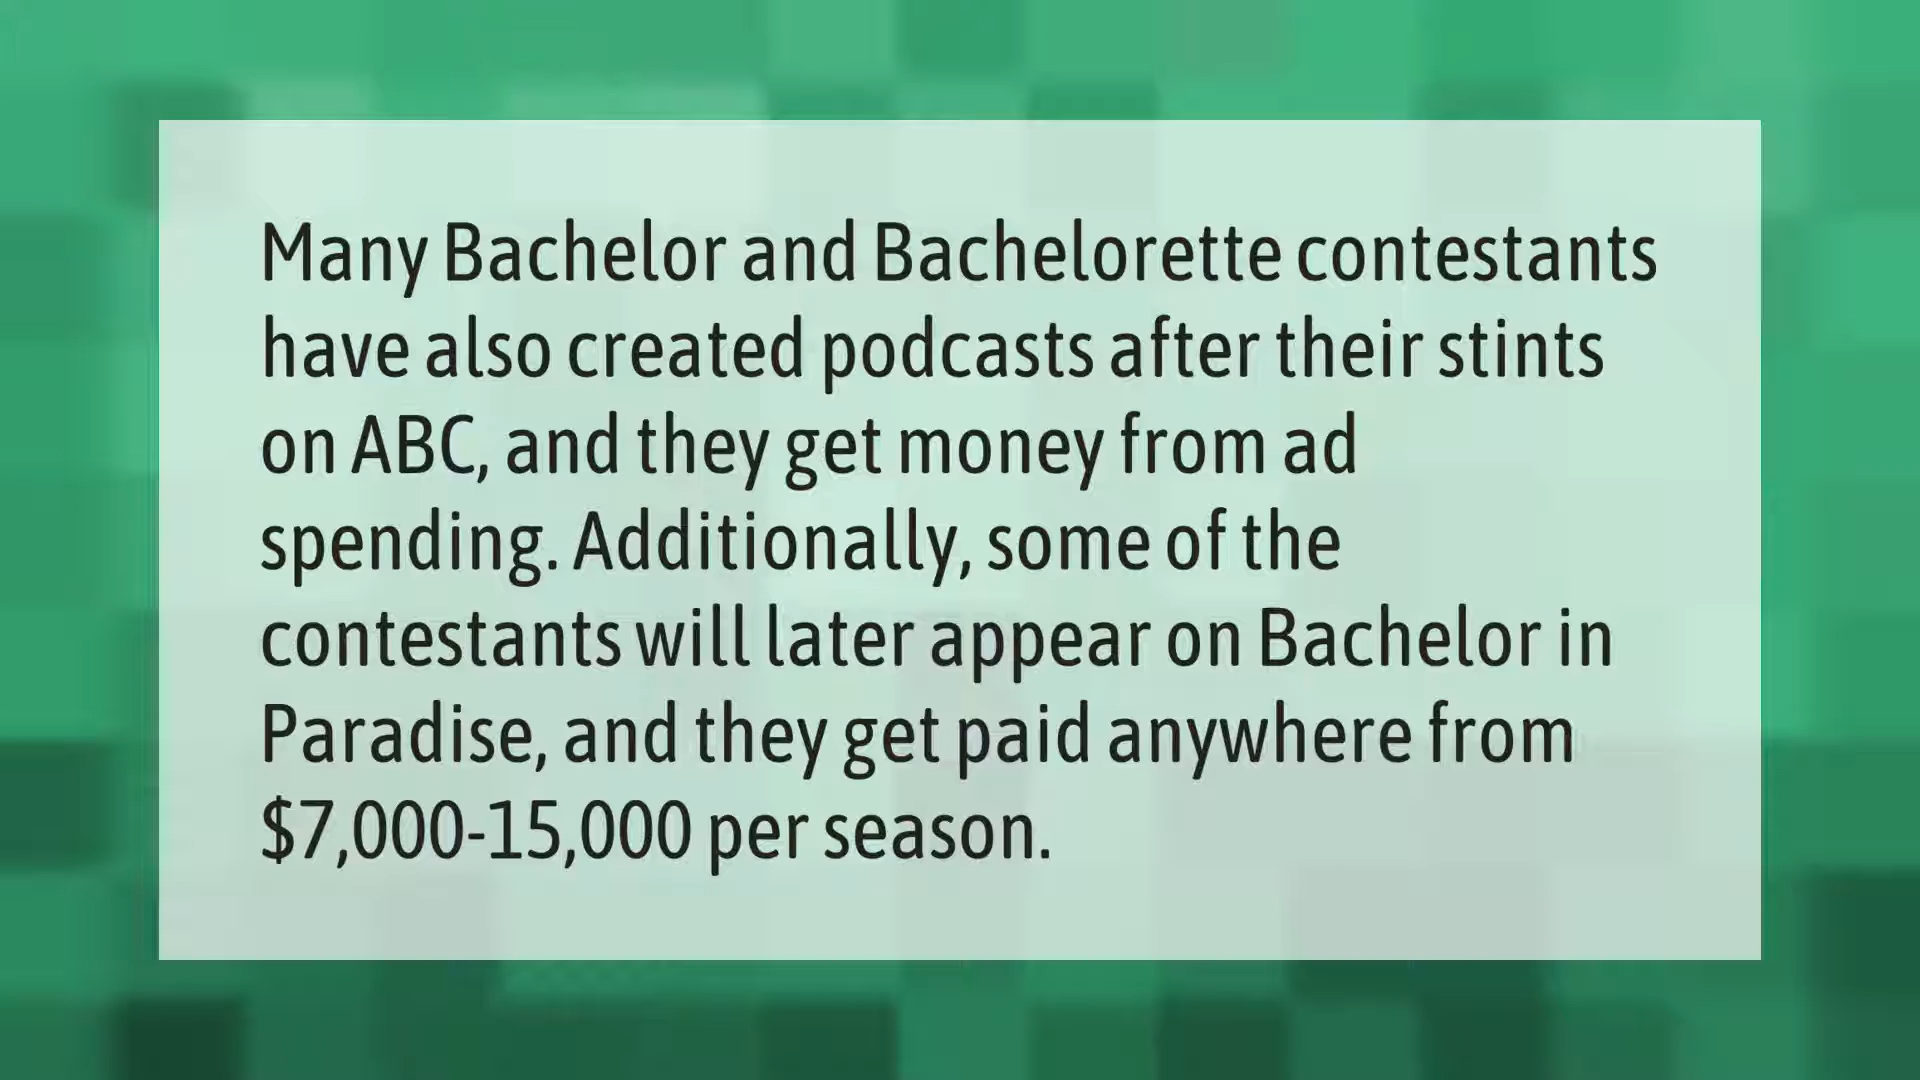 Many Bachelor and Bachelorette contestants
have also created podcasts after their stints
on ABC, and they get money from ad
spending. Additionally, some of the
contestants will later appear on Bachelor in
Paradise, and they get paid anywhere from
$7,000-15,000 per season.